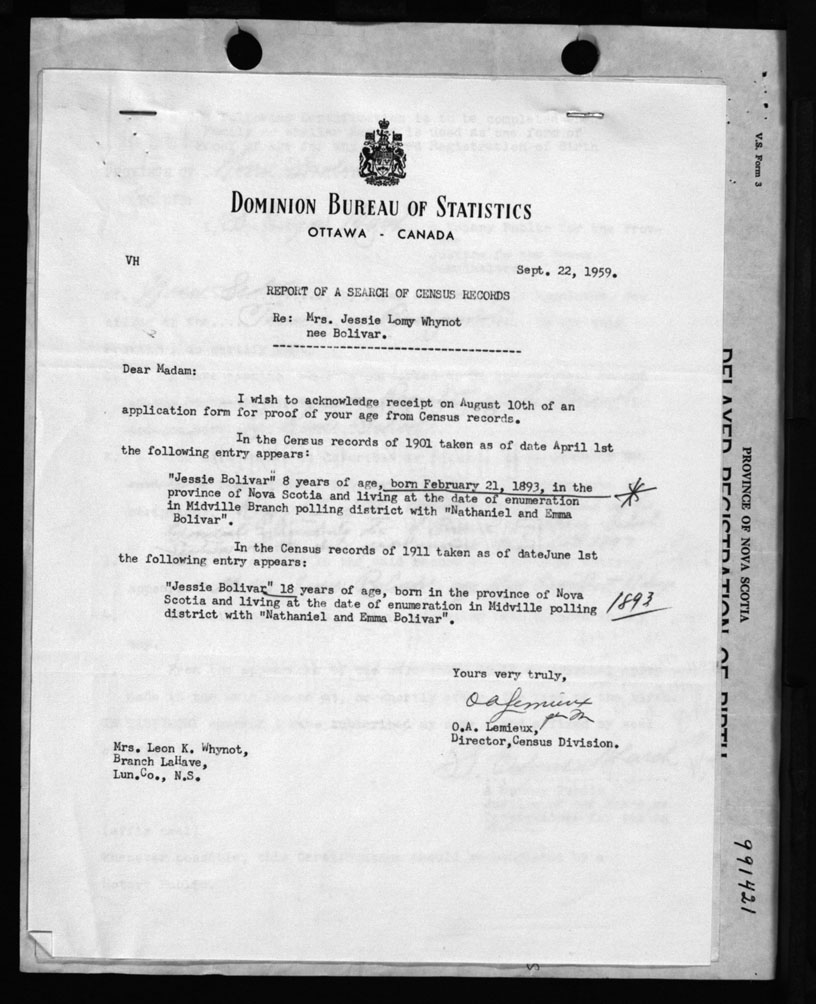 DOMINION BUREAU OF STATISTICS
OTTAWA - CANADA
VH
Sept. 22, 1959.
REPORT OF A SEARCH OF CENSUS RECORDS
Re: Mrs. Jessie Lomy Whynot
nee Bolivar.
Dear Madam:
I wish to acknowledge receipt on August 10th of an
application form for proof of your age from Census records.
In the Census records of 1901 taken as of date April 1st
the following entry appears:
"Jessie Bolivar" 8 years of age, born February 21, 1893, in the
province of Nova Scotia and living at the date of enumeration
in Midville Branch polling district with "Nathaniel and Emma
Bolivar".
In the Census records of 1911 taken as of dateJune 1st
the following entry appears:
"Jessie Bolivar" 18 years of age, born in the province of Nova
Scotia and living at the date of enumeration in Midville polling
district with "Nathaniel and Emma Bolivar".
1893
Yours very truly,
O A Lemieux
O.A. Lemieux,
Director,Census Division.
Mrs. Leon K. Whynot,
Branch LaHave,
Lun.Co., N.S.
V.S. Form 3
PROVINCE OF NOVA SCOTIA
DELAYED REGISTRATION OF BIRTH
991421